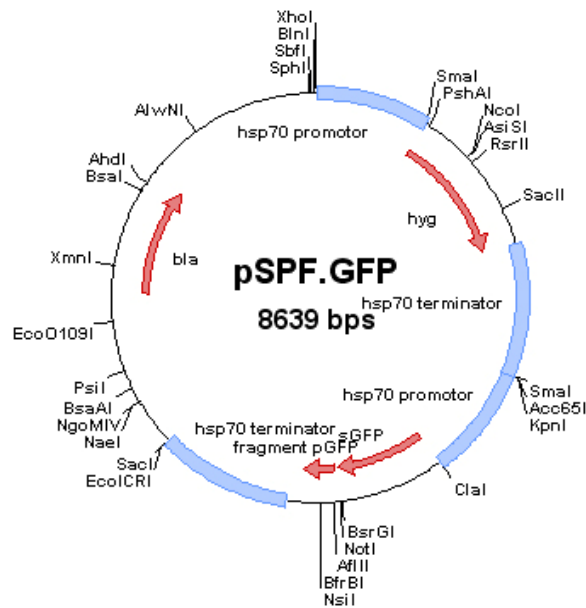 XhoI
BlnI
SbfI
SphI
SmaI
PshAI
NcoI
AsiSI
RsrII
AlwNI
hsp70 promotor
AhdI
BsaI
SacII
hyg
XmnI
bla
pSPF.GFP
8639 bps
hsp70 terminator
EcoO109I
PsiI
BsaAI
NgoMIV
NaeI
hsp70 promotor
SmaI
Acc65I
KpnI
hsp70 terminator
sGFP
fragment pGFP
SacI
EcoICRI
ClaI
BsrGI
NotI
AflII
BfrBI
NsiI